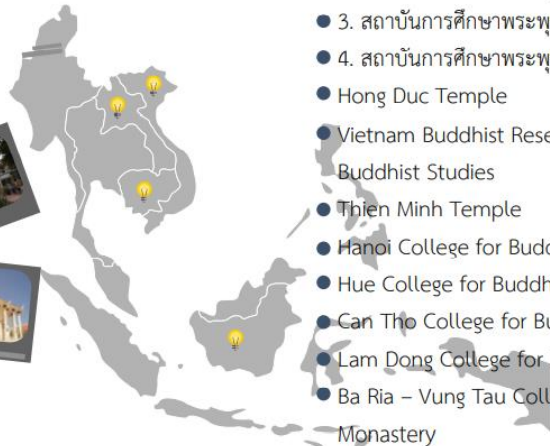 3. สถาบันการศึกษาพระพุ
4. สถาบันการศึกษาพระพุ
Hong Duc Temple
Vietnam Buddhist Rese
Buddhist Studies
Thien Minh Temple
Hanoi College for Budd
Hue College for Buddh
Can Tho College for Bu
Lam Dong College for
Ba Ria – Vung Tau Coll
Monastery